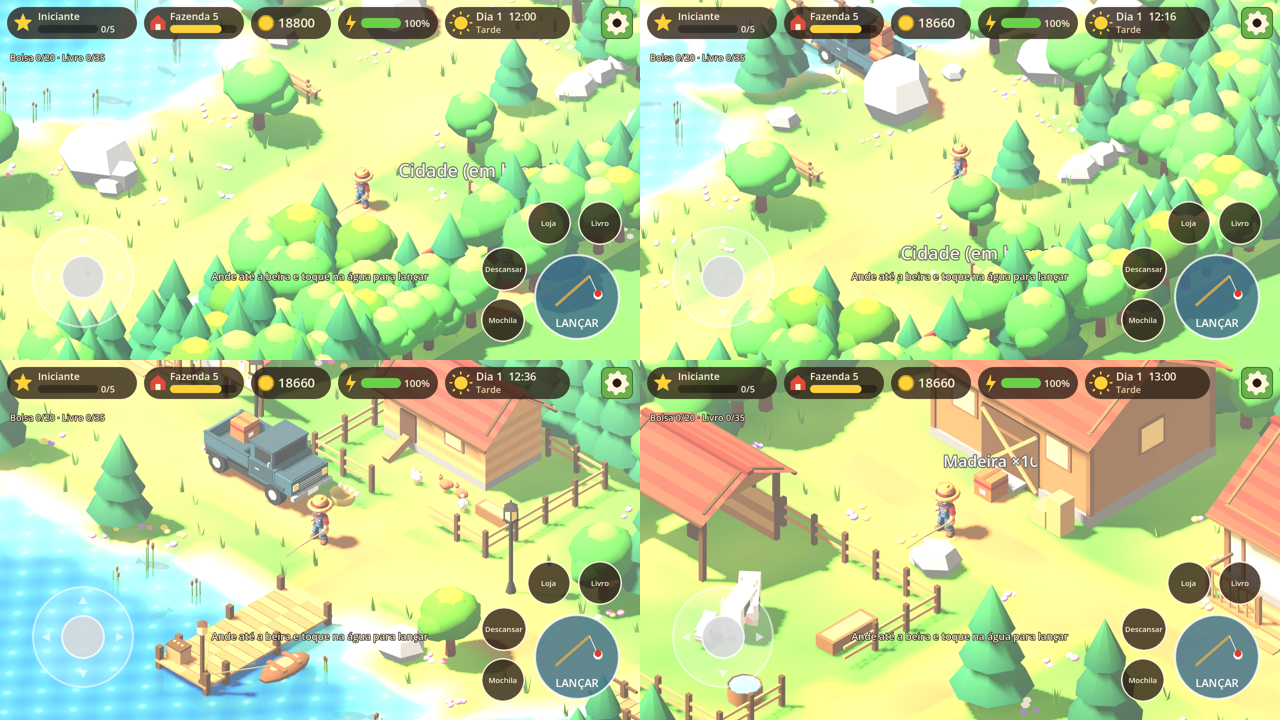 Iniciante
0/5
Fazenda 5
18800
100%
Dia 1 12:00
Tarde
Bolsa 0/20 · Livro 0/35
Cidade (em
Loja
Livro
Descansar
Ande até a beira e toque na água para lançar
Mochila
LANÇAR
Iniciante
0/5
Fazenda 5
18660
100%
Dia 1 12:16
Tarde
Bolsa 0/20 · Livro 0/35
Loja
Livro
Cidade (em
Descansar
Ande até a beira e toque na água para lançar
Mochila
LANÇAR
Iniciante
0/5
Fazenda 5
18660
100%
Dia 1 12:36
Tarde
Bolsa 0/20 · Livro 0/35
Loja
Livro
Descansar
Ande até a beira e toque na água para lançar
Mochila
LANÇAR
Iniciante
0/5
Fazenda 5
18660
100%
Dia 1 13:00
Tarde
Bolsa 0/20 · Livro 0/35
Madeira
Loja
Livro
Descansar
Ande até a beira e toque na água para lançar
Mochila
LANÇAR